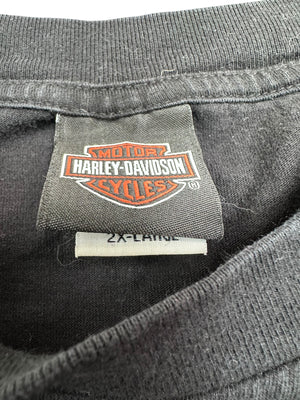 MOTOR
HARLEY-DAVIDSON
CYCLES ®
2X-LARGE